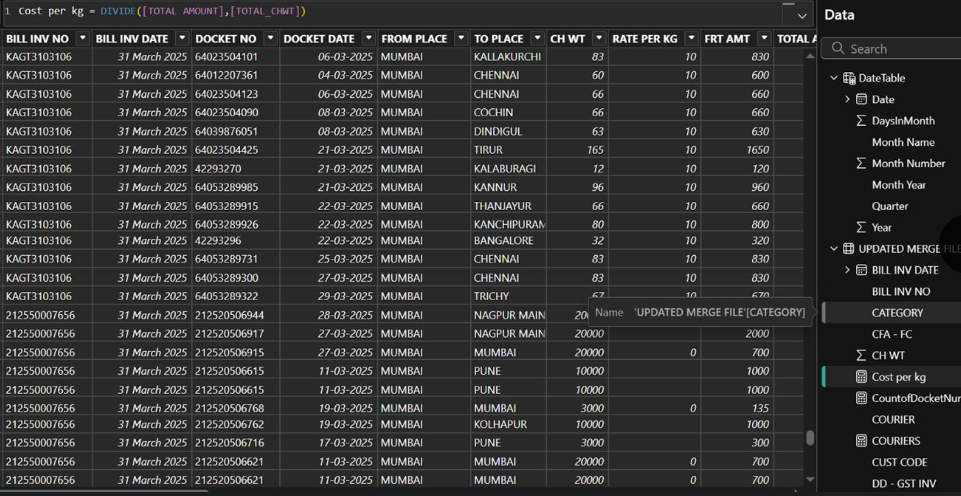 1 Cost per kg = DIVIDE([TOTAL AMOUNT],[TOTAL_CHWT])
BILL INV NO BILL INV DATE DOCKET NO DOCKET DATE FROM PLACE TO PLACE CH WT RATE PER KG FRT AMT TOTAL A
KAGT3103106 31 March 2025 64023504101 06-03-2025 MUMBAI KALLAKURCHI 83 10 830
KAGT3103106 31 March 2025 64012207361 04-03-2025 MUMBAI CHENNAI 60 10 600
KAGT3103106 31 March 2025 64023504123 06-03-2025 MUMBAI CHENNAI 66 10 660
KAGT3103106 31 March 2025 64023504090 08-03-2025 MUMBAI COCHIN 66 10 660
KAGT3103106 31 March 2025 64039876051 08-03-2025 MUMBAI DINDIGUL 63 10 630
KAGT3103106 31 March 2025 64023504425 21-03-2025 MUMBAI TIRUR 165 10 1650
KAGT3103106 31 March 2025 42293270 21-03-2025 MUMBAI KALABURAGI 12 10 120
KAGT3103106 31 March 2025 64053289985 21-03-2025 MUMBAI KANNUR 96 10 960
KAGT3103106 31 March 2025 64053289915 22-03-2025 MUMBAI THANJAYUR 66 10 660
KAGT3103106 31 March 2025 64053289926 22-03-2025 MUMBAI KANCHIPURAM 80 10 800
KAGT3103106 31 March 2025 42293296 22-03-2025 MUMBAI BANGALORE 32 10 320
KAGT3103106 31 March 2025 64053289731 25-03-2025 MUMBAI CHENNAI 83 10 830
KAGT3103106 31 March 2025 64053289300 27-03-2025 MUMBAI CHENNAI 83 10 830
KAGT3103106 31 March 2025 64053289322 29-03-2025 MUMBAI TRICHY 67 10 670
212550007656 31 March 2025 212520506944 28-03-2025 MUMBAI NAGPUR MAIN
212550007656 31 March 2025 212520506917 27-03-2025 MUMBAI NAGPUR MAIN 20000 2000
212550007656 31 March 2025 212520506915 27-03-2025 MUMBAI MUMBAI 20000 0 700
212550007656 31 March 2025 212520506615 11-03-2025 MUMBAI PUNE 10000 1000
212550007656 31 March 2025 212520506615 11-03-2025 MUMBAI PUNE 10000 1000
212550007656 31 March 2025 212520506768 19-03-2025 MUMBAI MUMBAI 3000 0 135
212550007656 31 March 2025 212520506762 19-03-2025 MUMBAI KOLHAPUR 10000 1000
212550007656 31 March 2025 212520506716 17-03-2025 MUMBAI PUNE 3000 300
212550007656 31 March 2025 212520506621 11-03-2025 MUMBAI MUMBAI 20000 0 700
212550007656 31 March 2025 212520506621 11-03-2025 MUMBAI MUMBAI 20000 0 700
Name 'UPDATED MERGE FILE'[CATEGORY]
Data
Search
DateTable
Date
DaysInMonth
Month Name
Month Number
Month Year
Quarter
Year
UPDATED MERGE FILE
BILL INV DATE
BILL INV NO
CATEGORY
CFA - FC
CH WT
Cost per kg
CountofDocketNu
COURIER
COURIERS
CUST CODE
DD - GST INV